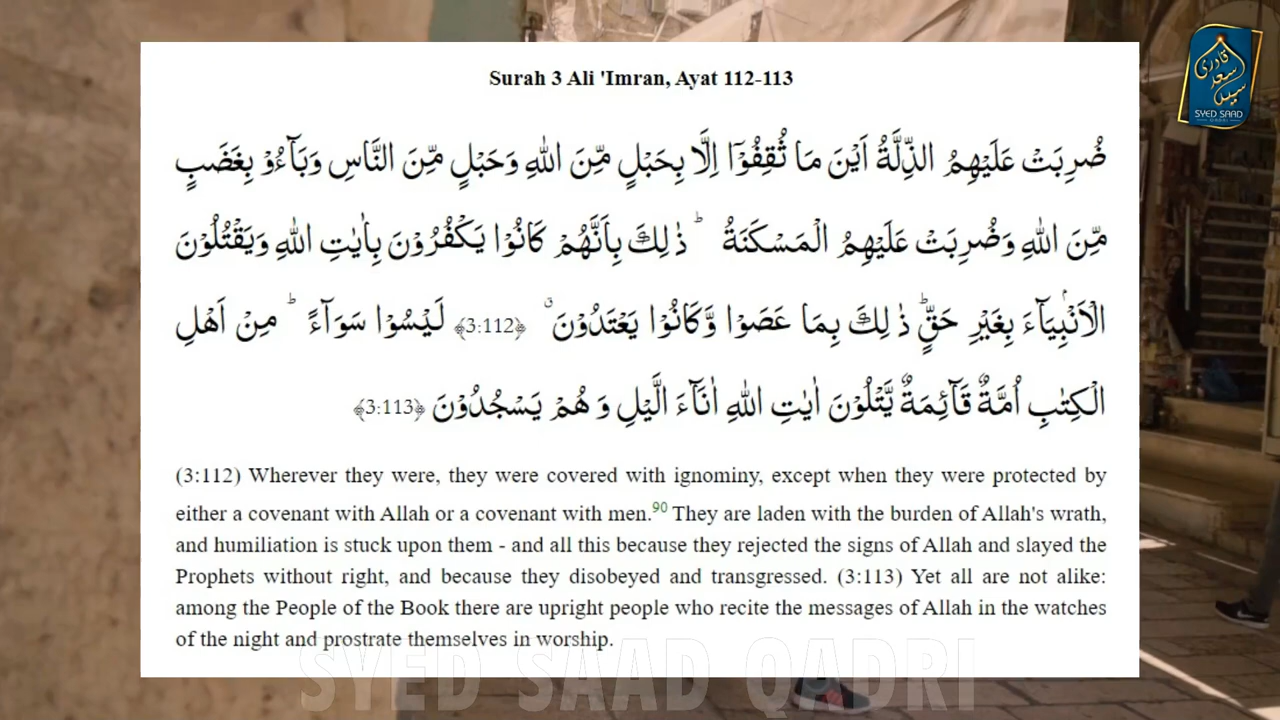 Surah 3 Ali 'Imran, Ayat 112-113
ضُرِبَتْ عَلَيْهِمُ الذِّلَّةُ اَيْنَ مَا ثُقِفُوْٓا اِلَّا بِحَبْلٍ مِّنَ اللّٰهِ وَحَبْلٍ مِّنَ النَّاسِ وَبَآءُوْ بِغَضَبٍ
مِّنَ اللّٰهِ وَضُرِبَتْ عَلَيْهِمُ الْمَسْكَنَةُ ؕ ذٰ لِكَ بِاَنَّهُمْ كَانُوْا يَكْفُرُوْنَ بِاٰيٰتِ اللّٰهِ وَيَقْتُلُوْنَ
الْاَنْۢبِيَآءَ بِغَيْرِ حَقٍّؕ ذٰ لِكَ بِمَا عَصَوْا وَّكَانُوْا يَعْتَدُوْنَ ۙ ﴿3:112﴾ لَيْسُوْا سَوَآءً ؕ مِنْ اَهْلِ
الْكِتٰبِ اُمَّةٌ قَآئِمَةٌ يَّتْلُوْنَ اٰيٰتِ اللّٰهِ اٰنَآءَ الَّيْلِ وَ هُمْ يَسْجُدُوْنَ ﴿3:113﴾
(3:112) Wherever they were, they were covered with ignominy, except when they were protected by
either a covenant with Allah or a covenant with men.90 They are laden with the burden of Allah's wrath,
and humiliation is stuck upon them - and all this because they rejected the signs of Allah and slayed the
Prophets without right, and because they disobeyed and transgressed. (3:113) Yet all are not alike:
among the People of the Book there are upright people who recite the messages of Allah in the watches
of the night and prostrate themselves in worship.
سید سعد قادری
SYED SAAD
QADRI
SYED SAAD QADRI